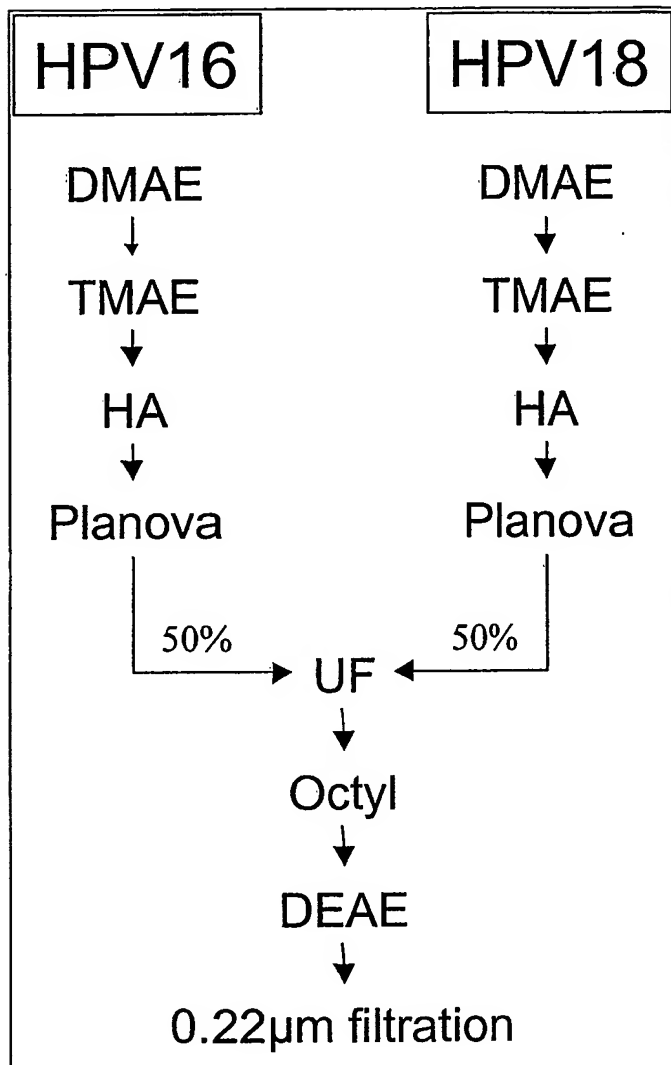 HPV16 HPV18
DMAE DMAE
TMAE TMAE
HA HA
Planova Planova
50% 50%
UF
Octyl
DEAE
0.22µm filtration